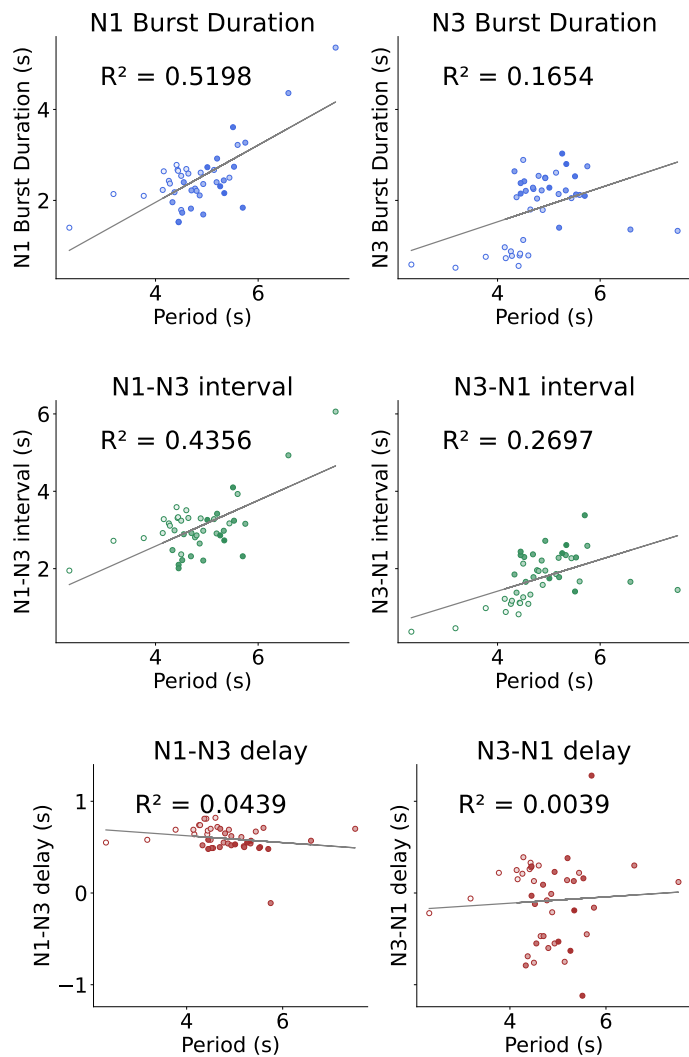 N1 Burst Duration
N3 Burst Duration
R² = 0.5198
R² = 0.1654
N1 Burst Duration (s)
N3 Burst Duration (s)
4
2
4
6
4
6
Period (s)
Period (s)
N1-N3 interval
N3-N1 interval
R² = 0.4356
R² = 0.2697
N1-N3 interval (s)
N3-N1 interval (s)
6
4
2
4
6
4
6
Period (s)
Period (s)
N1-N3 delay
N3-N1 delay
R² = 0.0439
R² = 0.0039
N1-N3 delay (s)
N3-N1 delay (s)
1
0
−1
4
6
4
6
Period (s)
Period (s)